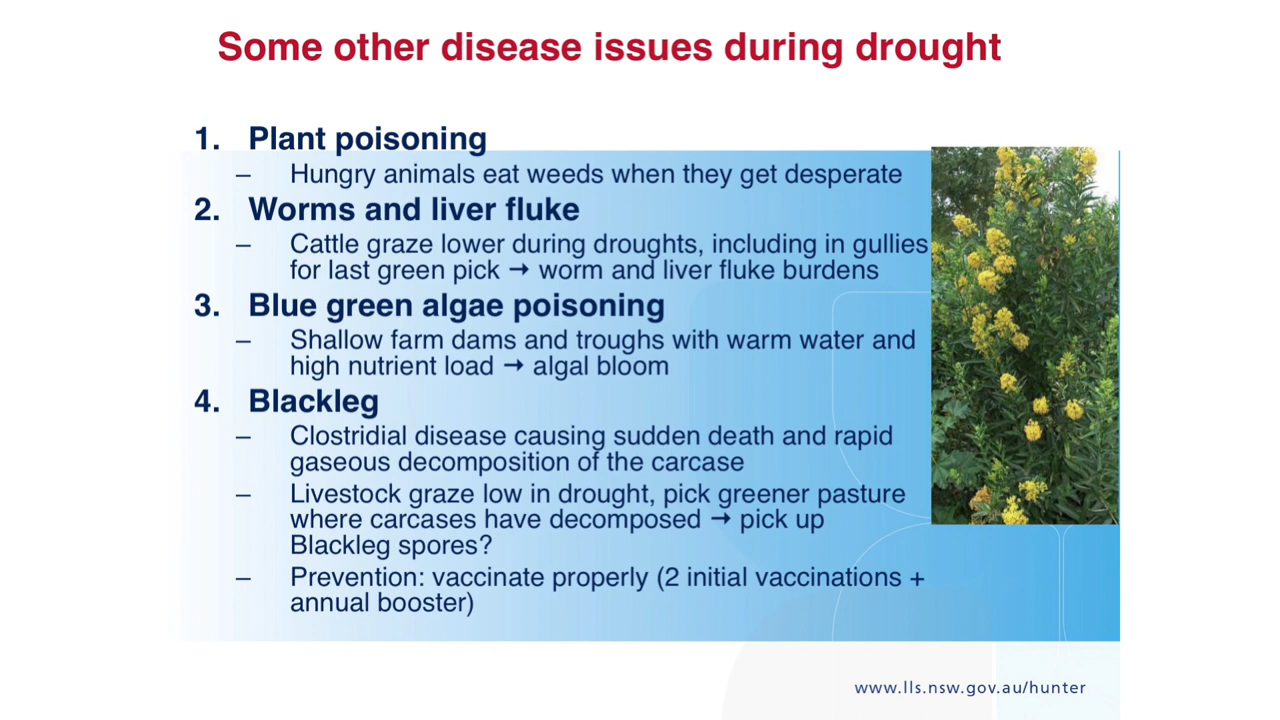 Some other disease issues during drought
1. Plant poisoning
– Hungry animals eat weeds when they get desperate
2. Worms and liver fluke
– Cattle graze lower during droughts, including in gullies
for last green pick → worm and liver fluke burdens
3. Blue green algae poisoning
– Shallow farm dams and troughs with warm water and
high nutrient load → algal bloom
4. Blackleg
– Clostridial disease causing sudden death and rapid
gaseous decomposition of the carcase
– Livestock graze low in drought, pick greener pasture
where carcases have decomposed → pick up
Blackleg spores?
– Prevention: vaccinate properly (2 initial vaccinations +
annual booster)
www.lls.nsw.gov.au/hunter